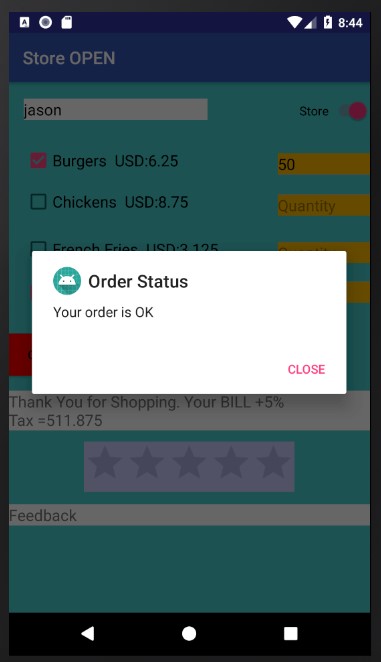 8:44
Store OPEN
jason
Store
Burgers USD:6.25
50
Chickens USD:8.75
Quantity
French Fries USD:3.125
Order Status
Your order is OK
CLOSE
Thank You for Shopping. Your BILL +5%
Tax =511.875
Feedback